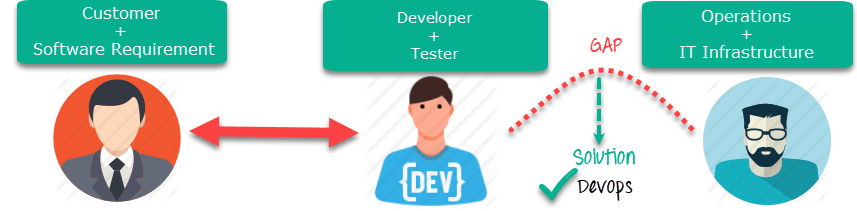 Customer
+
Software Requirement
Developer
+
Tester
Operations
+
IT Infrastructure
GAP
Solution
Devops
{DEV}